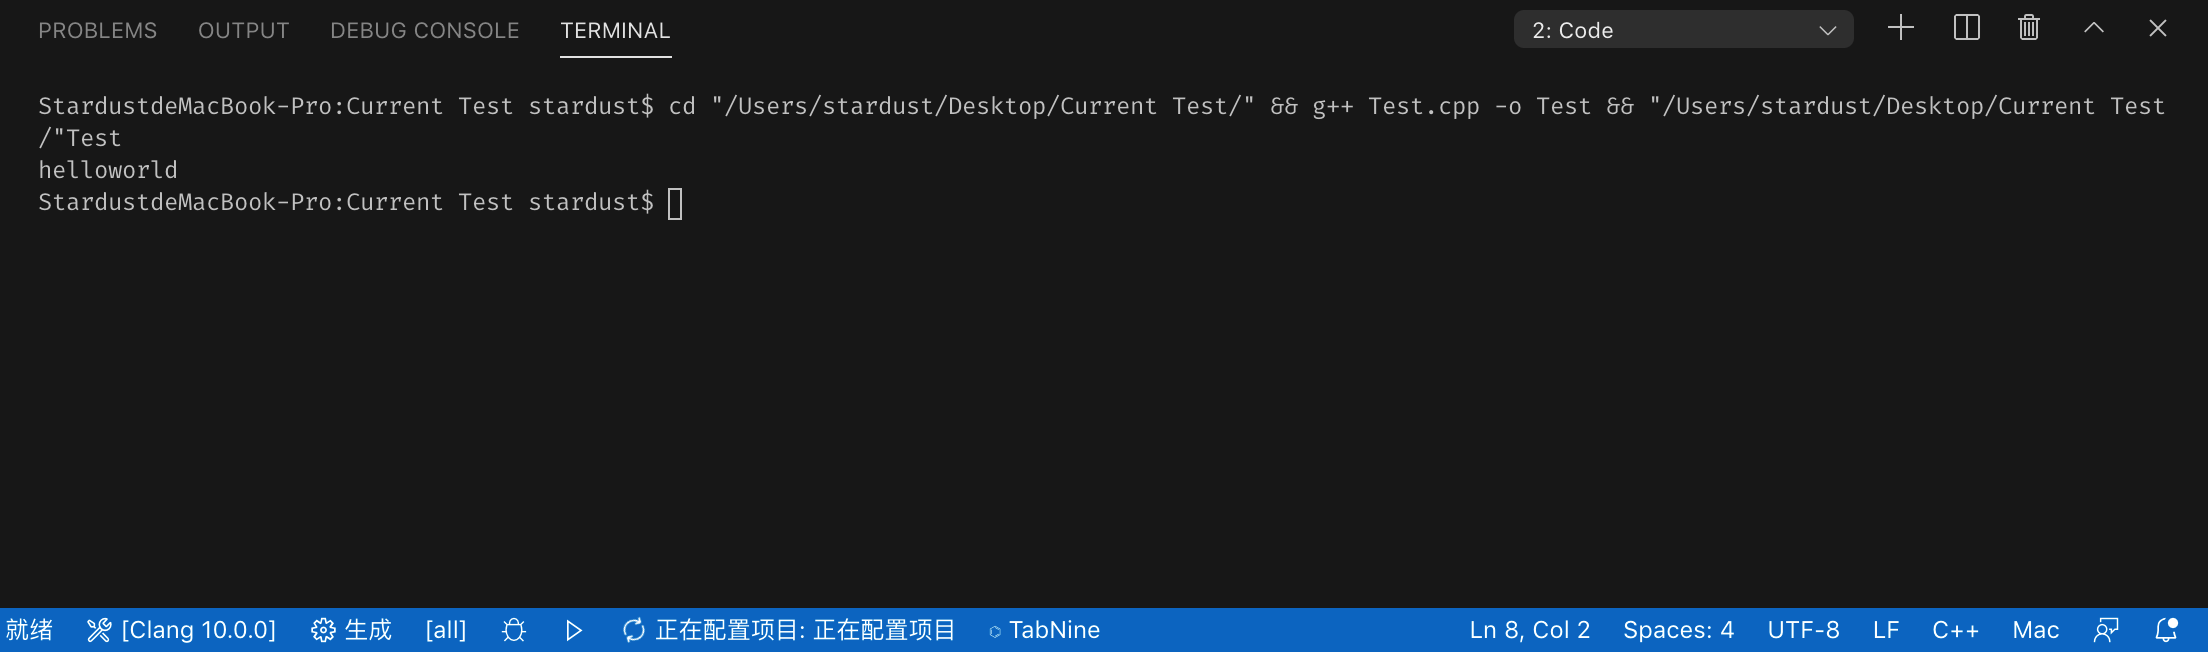 PROBLEMS OUTPUT DEBUG CONSOLE TERMINAL 2: Code
StardustdeMacBook-Pro:Current Test stardust$ cd "/Users/stardust/Desktop/Current Test/" && g++ Test.cpp -o Test && "/Users/stardust/Desktop/Current Test
/"Test
helloworld
StardustdeMacBook-Pro:Current Test stardust$
就绪 [Clang 10.0.0] 生成 [all] 正在配置项目: 正在配置项目 TabNine Ln 8, Col 2 Spaces: 4 UTF-8 LF C++ Mac